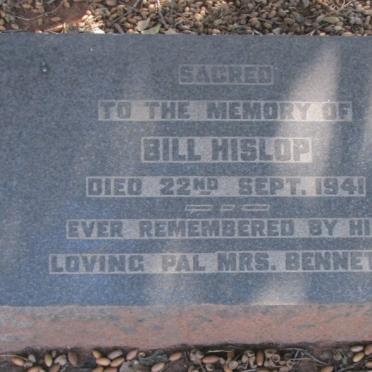 SACRED
TO THE MEMORY OF
BILL HISLOP
DIED 22ND SEPT. 1941
EVER REMEMBERED BY HI
LOVING PAL MRS. BENNET